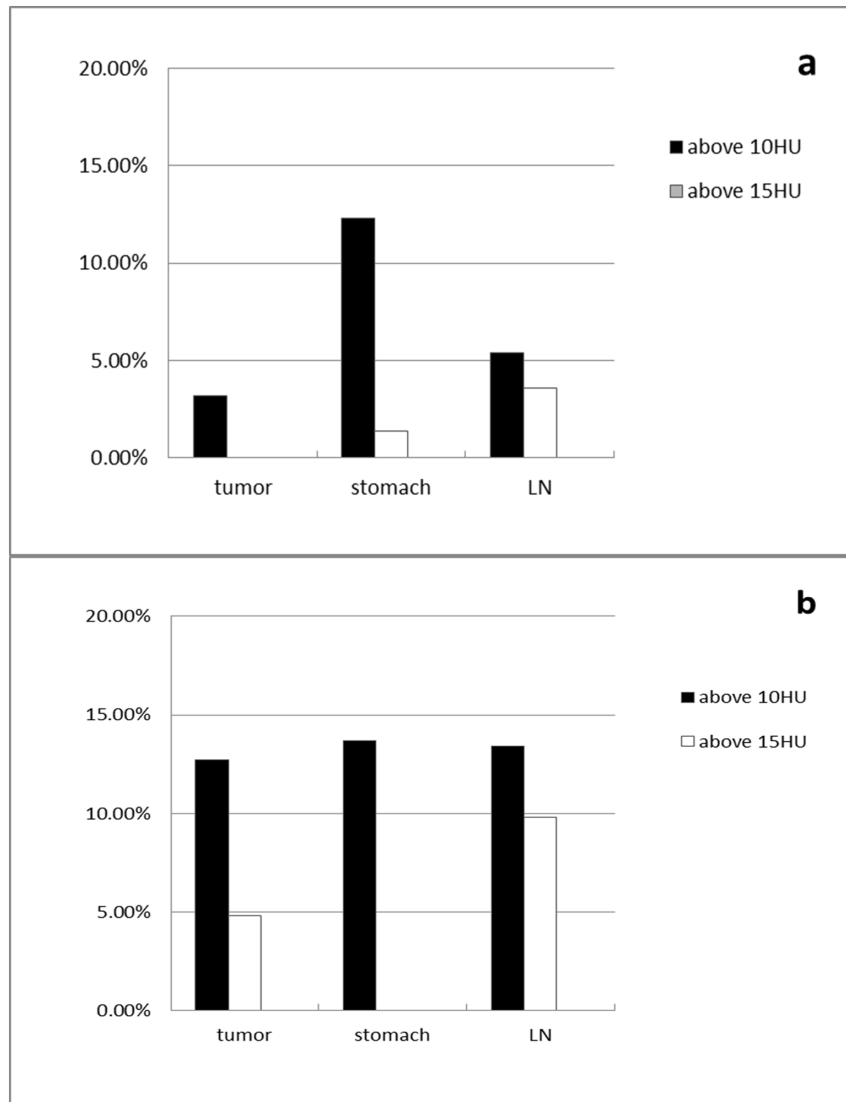 a
20.00%
15.00%
10.00%
5.00%
0.00%
above 10HU
above 15HU
tumor stomach LN
b
20.00%
15.00%
10.00%
5.00%
0.00%
above 10HU
above 15HU
tumor stomach LN